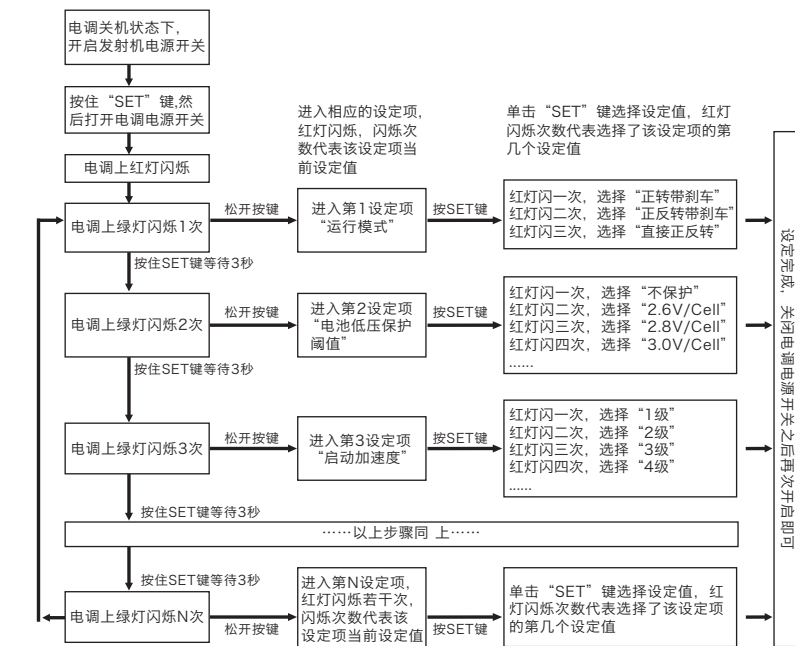 电调关机状态下，
开启发射机电源开关
按住“SET”键,然
后打开电调电源开关
电调上红灯闪烁
进入相应的设定项，
红灯闪烁，闪烁次
数代表该设定项当
前设定值
单击“SET”键选择设定值，红灯
闪烁次数代表选择了该设定项的第
几个设定值
电调上绿灯闪烁1次
松开按键
进入第1设定项
“运行模式”
按SET键
红灯闪一次，选择“正转带刹车”
红灯闪二次，选择“正反转带刹车”
红灯闪三次，选择“直接正反转”
按住SET键等待3秒
电调上绿灯闪烁2次
松开按键
进入第2设定项
“电池低压保护
阈值”
按SET键
红灯闪一次，选择“不保护”
红灯闪二次，选择“2.6V/Cell”
红灯闪三次，选择“2.8V/Cell”
红灯闪四次，选择“3.0V/Cell”
......
按住SET键等待3秒
电调上绿灯闪烁3次
松开按键
进入第3设定项
“启动加速度”
按SET键
红灯闪一次，选择“1级”
红灯闪二次，选择“2级”
红灯闪三次，选择“3级”
红灯闪四次，选择“4级”
......
按住SET键等待3秒
……以上步骤同 上……
按住SET键等待3秒
电调上绿灯闪烁N次
松开按键
进入第N设定项，
红灯闪烁若干次，
闪烁次数代表该
设定项当前设定值
按SET键
单击“SET”键选择设定值，红
灯闪烁次数代表选择了该设定项
的第几个设定值
设定完成，关闭电调电源开关之后再次开启即可